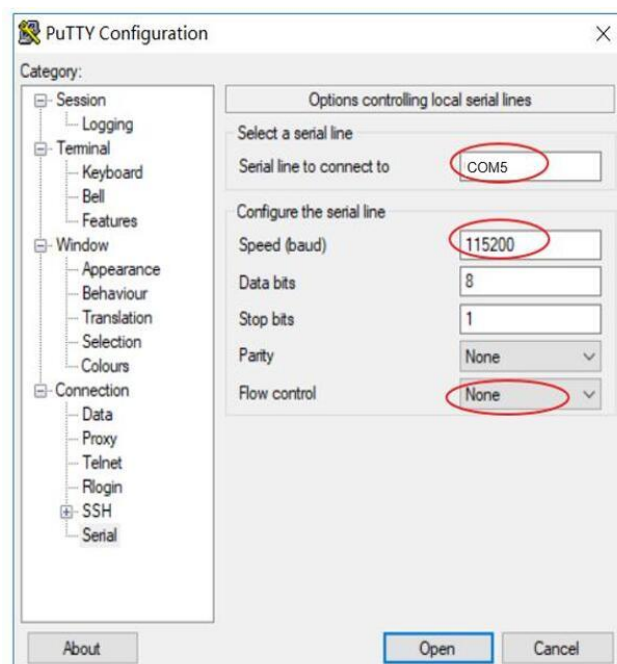 PuTTY Configuration
Category:
Session
Logging
Terminal
Keyboard
Bell
Features
Window
Appearance
Behaviour
Translation
Selection
Colours
Connection
Data
Proxy
Telnet
Rlogin
SSH
Serial
Options controlling local serial lines
Select a serial line
Serial line to connect to COM5
Configure the serial line
Speed (baud) 115200
Data bits 8
Stop bits 1
Parity None
Flow control None
About Open Cancel